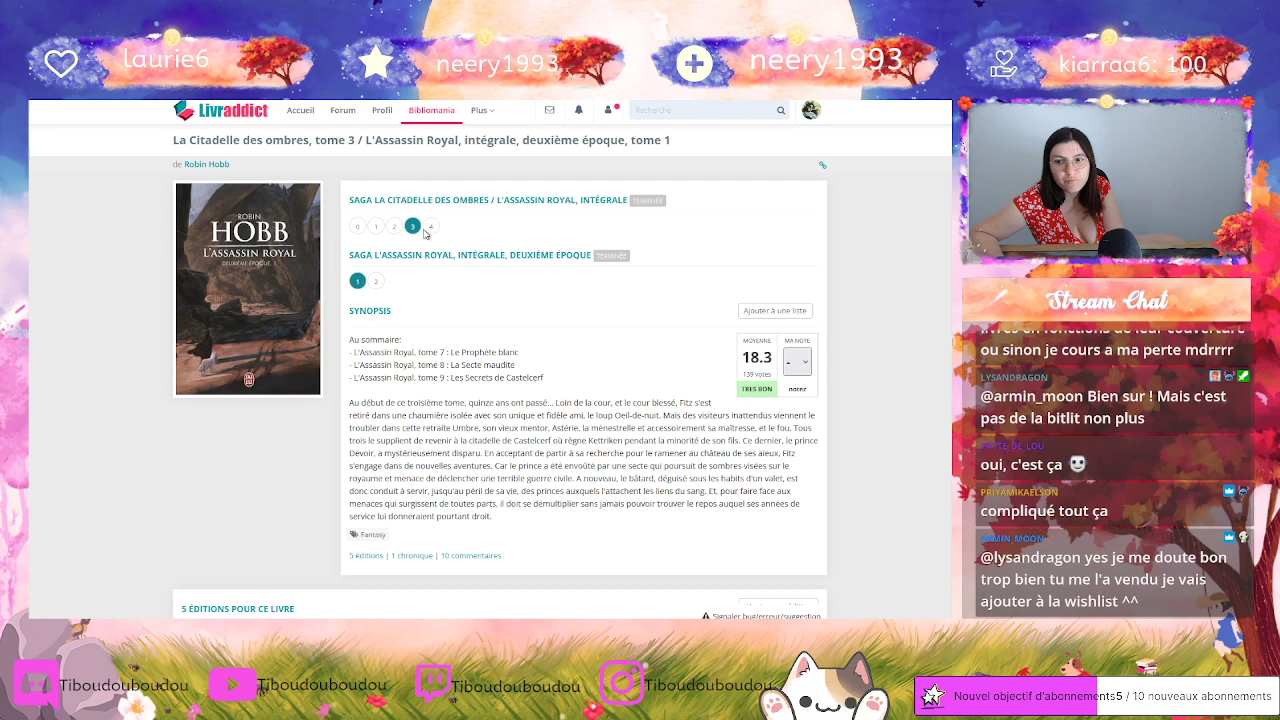 laurie6
neery1993
neery1993
kiarraa6: 100
Livraddict
Accueil
Forum
Profil
Bibliomania
Plus
Recherche
La Citadelle des ombres, tome 3 / L'Assassin Royal, intégrale, deuxième époque, tome 1
de Robin Hobb
ROBIN
HOBB
L'ASSASSIN ROYAL
DEUXIÈME ÉPOQUE, 1
J'AI LU
SAGA LA CITADELLE DES OMBRES / L'ASSASSIN ROYAL, INTÉGRALE TERMINÉE
0 1 2 3 4
SAGA L'ASSASSIN ROYAL, INTÉGRALE, DEUXIÈME ÉPOQUE TERMINÉE
1 2
SYNOPSIS
Ajouter à une liste
Au sommaire:
- L'Assassin Royal, tome 7 : Le Prophète blanc
- L'Assassin Royal, tome 8 : La Secte maudite
- L'Assassin Royal, tome 9 : Les Secrets de Castelcerf
MOYENNE
18.3
139 votes
TRES BON
MA NOTE
-
notez
Au début de ce troisième tome, quinze ans ont passé... Loin de la cour, et le cœur blessé, Fitz s'est
retiré dans une chaumière isolée avec son unique et fidèle ami, le loup Oeil-de-nuit. Mais des visiteurs inattendus viennent le
troubler dans cette retraite Umbre, son vieux mentor, Astérie, la ménestrelle et accessoirement sa maîtresse, et le fou. Tous
trois le supplient de revenir à la citadelle de Castelcerf où règne Kettriken pendant la minorité de son fils. Ce dernier, le prince
Devoir, a mystérieusement disparu. En acceptant de partir à sa recherche pour le ramener au château de ses aïeux, Fitz
s'engage dans de nouvelles aventures. Car le prince a été envoûté par une secte qui poursuit de sombres visées sur le
royaume et menace de déclencher une terrible guerre civile. A nouveau, le bâtard, déguisé sous les habits d'un valet, est
donc conduit à servir, jusqu'au péril de sa vie, des princes auxquels l'attachent les liens du sang. Et, pour faire face aux
menaces qui surgissent de toutes parts, il doit se démultiplier sans jamais pouvoir trouver le repos auquel ses années de
service lui donneraient pourtant droit.
Fantasy
5 éditions | 1 chronique | 10 commentaires
5 ÉDITIONS POUR CE LIVRE
Signaler bug/erreur/suggestion
Stream Chat
livres en fonctions de leur couverture
ou sinon je cours a ma perte mdrrrr
LYSANDRAGON
@armin_moon Bien sur ! Mais c'est
pas de la bitlit non plus
oui, c'est ça
PRIYAMIKAELSON
compliqué tout ça
ARMIN_MOON
@lysandragon yes je me doute bon
trop bien tu me l'a vendu je vais
ajouter à la wishlist ^^
Tiboudouboudou
Tiboudouboudou
Tiboudouboudou
Tiboudouboudou
Nouvel objectif d'abonnements
5 / 10 nouveaux abonnements